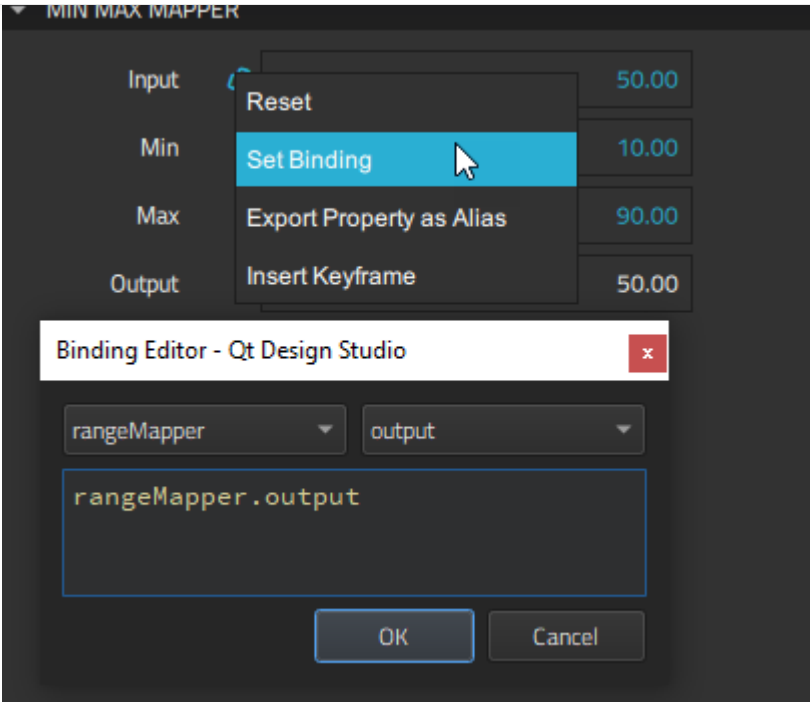 MIN MAX MAPPER
Input 50.00
Reset
Min 10.00
Set Binding
Max 90.00
Export Property as Alias
Output 50.00
Insert Keyframe
Binding Editor - Qt Design Studio
x
rangeMapper output
rangeMapper.output
OK Cancel